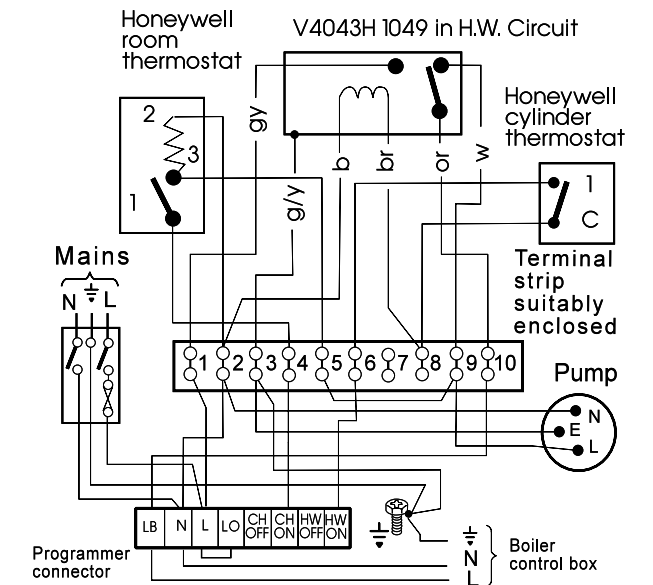 Honeywell
room
thermostat
V4043H 1049 in H.W. Circuit
Honeywell
cylinder
thermostat
2
3
1
gy
g/y
b
br
or
w
1
C
Mains
N L
Terminal
strip
suitably
enclosed
1 2 3 4 5 6 7 8 9 10
Pump
N
E
L
LB N L LO CH OFF CH ON HW OFF HW ON
Programmer
connector
N
L
Boiler
control box